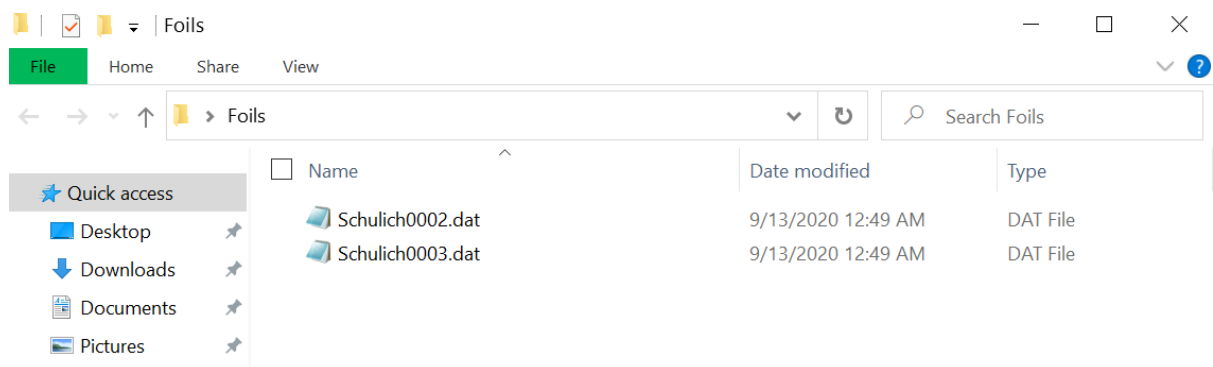 Foils
File Home Share View
Foils
Search Foils
Name Date modified Type
Quick access
Schulich0002.dat 9/13/2020 12:49 AM DAT File
Desktop
Schulich0003.dat 9/13/2020 12:49 AM DAT File
Downloads
Documents
Pictures